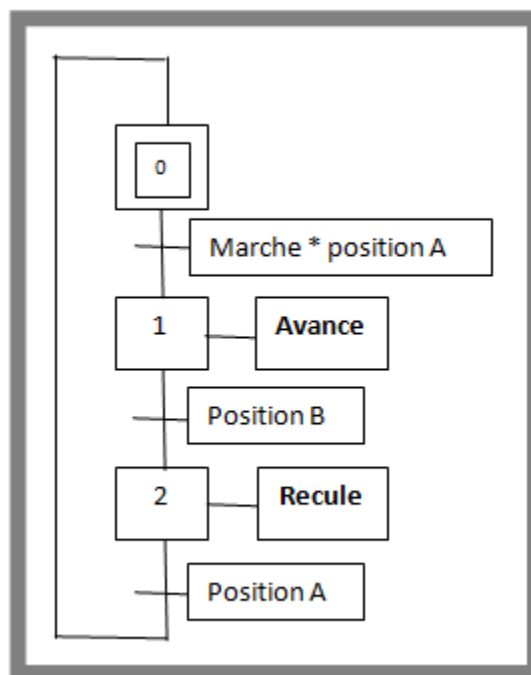 0
Marche * position A
1
Avance
Position B
2
Recule
Position A